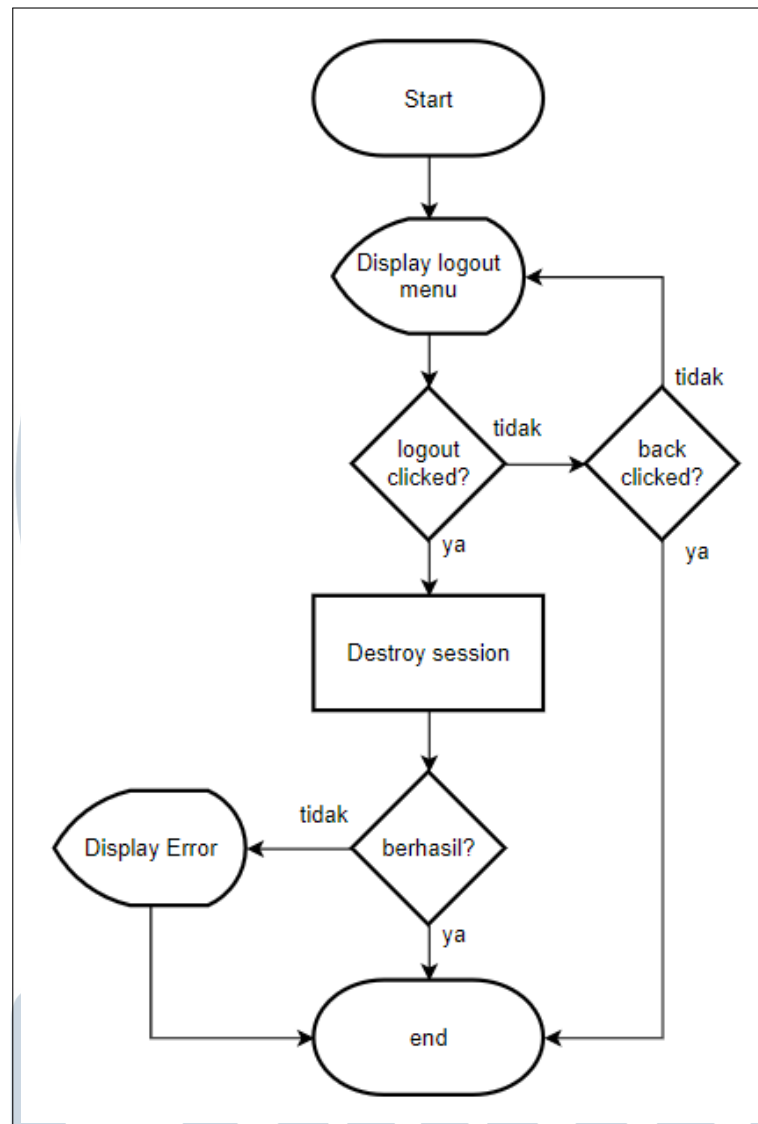 Start
Display logout
menu
tidak
tidak
logout
clicked?
back
clicked?
ya
ya
Destroy session
tidak
Display Error
berhasil?
ya
end